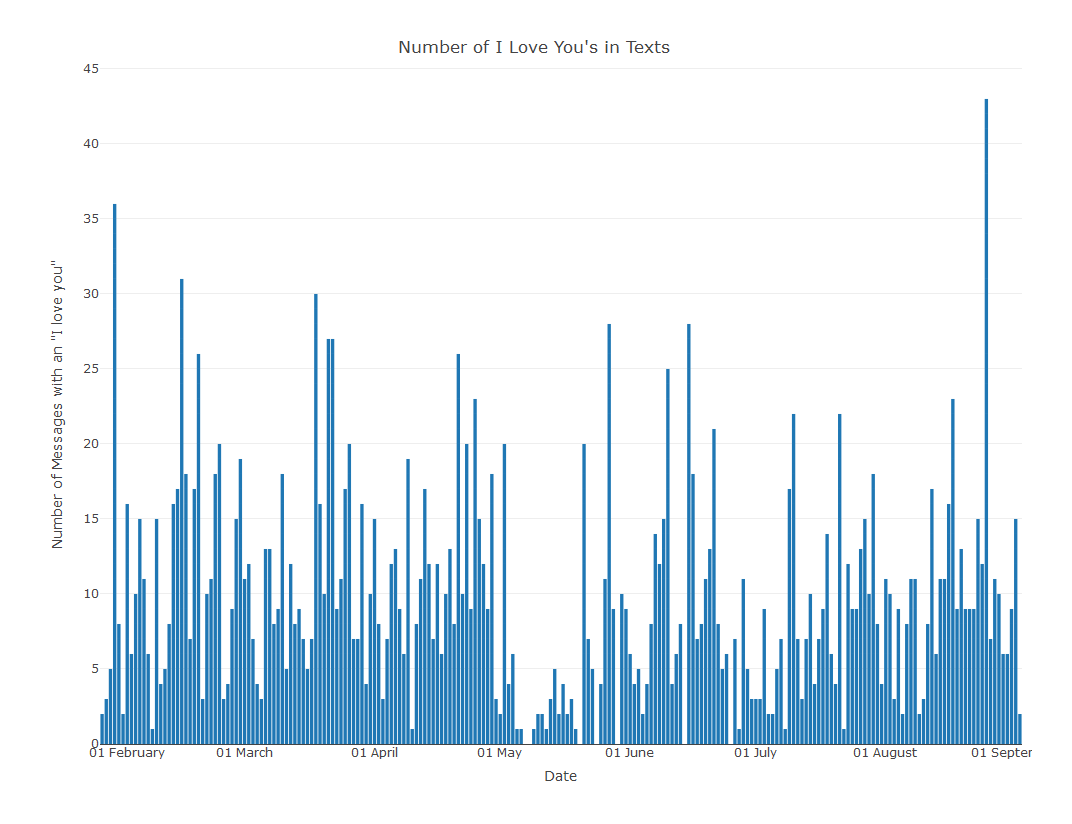 Number of I Love You's in Texts
45
40
35
30
25
20
15
10
5
0
Number of Messages with an "I love you"
01 February 01 March 01 April 01 May 01 June 01 July 01 August 01 Septer
Date